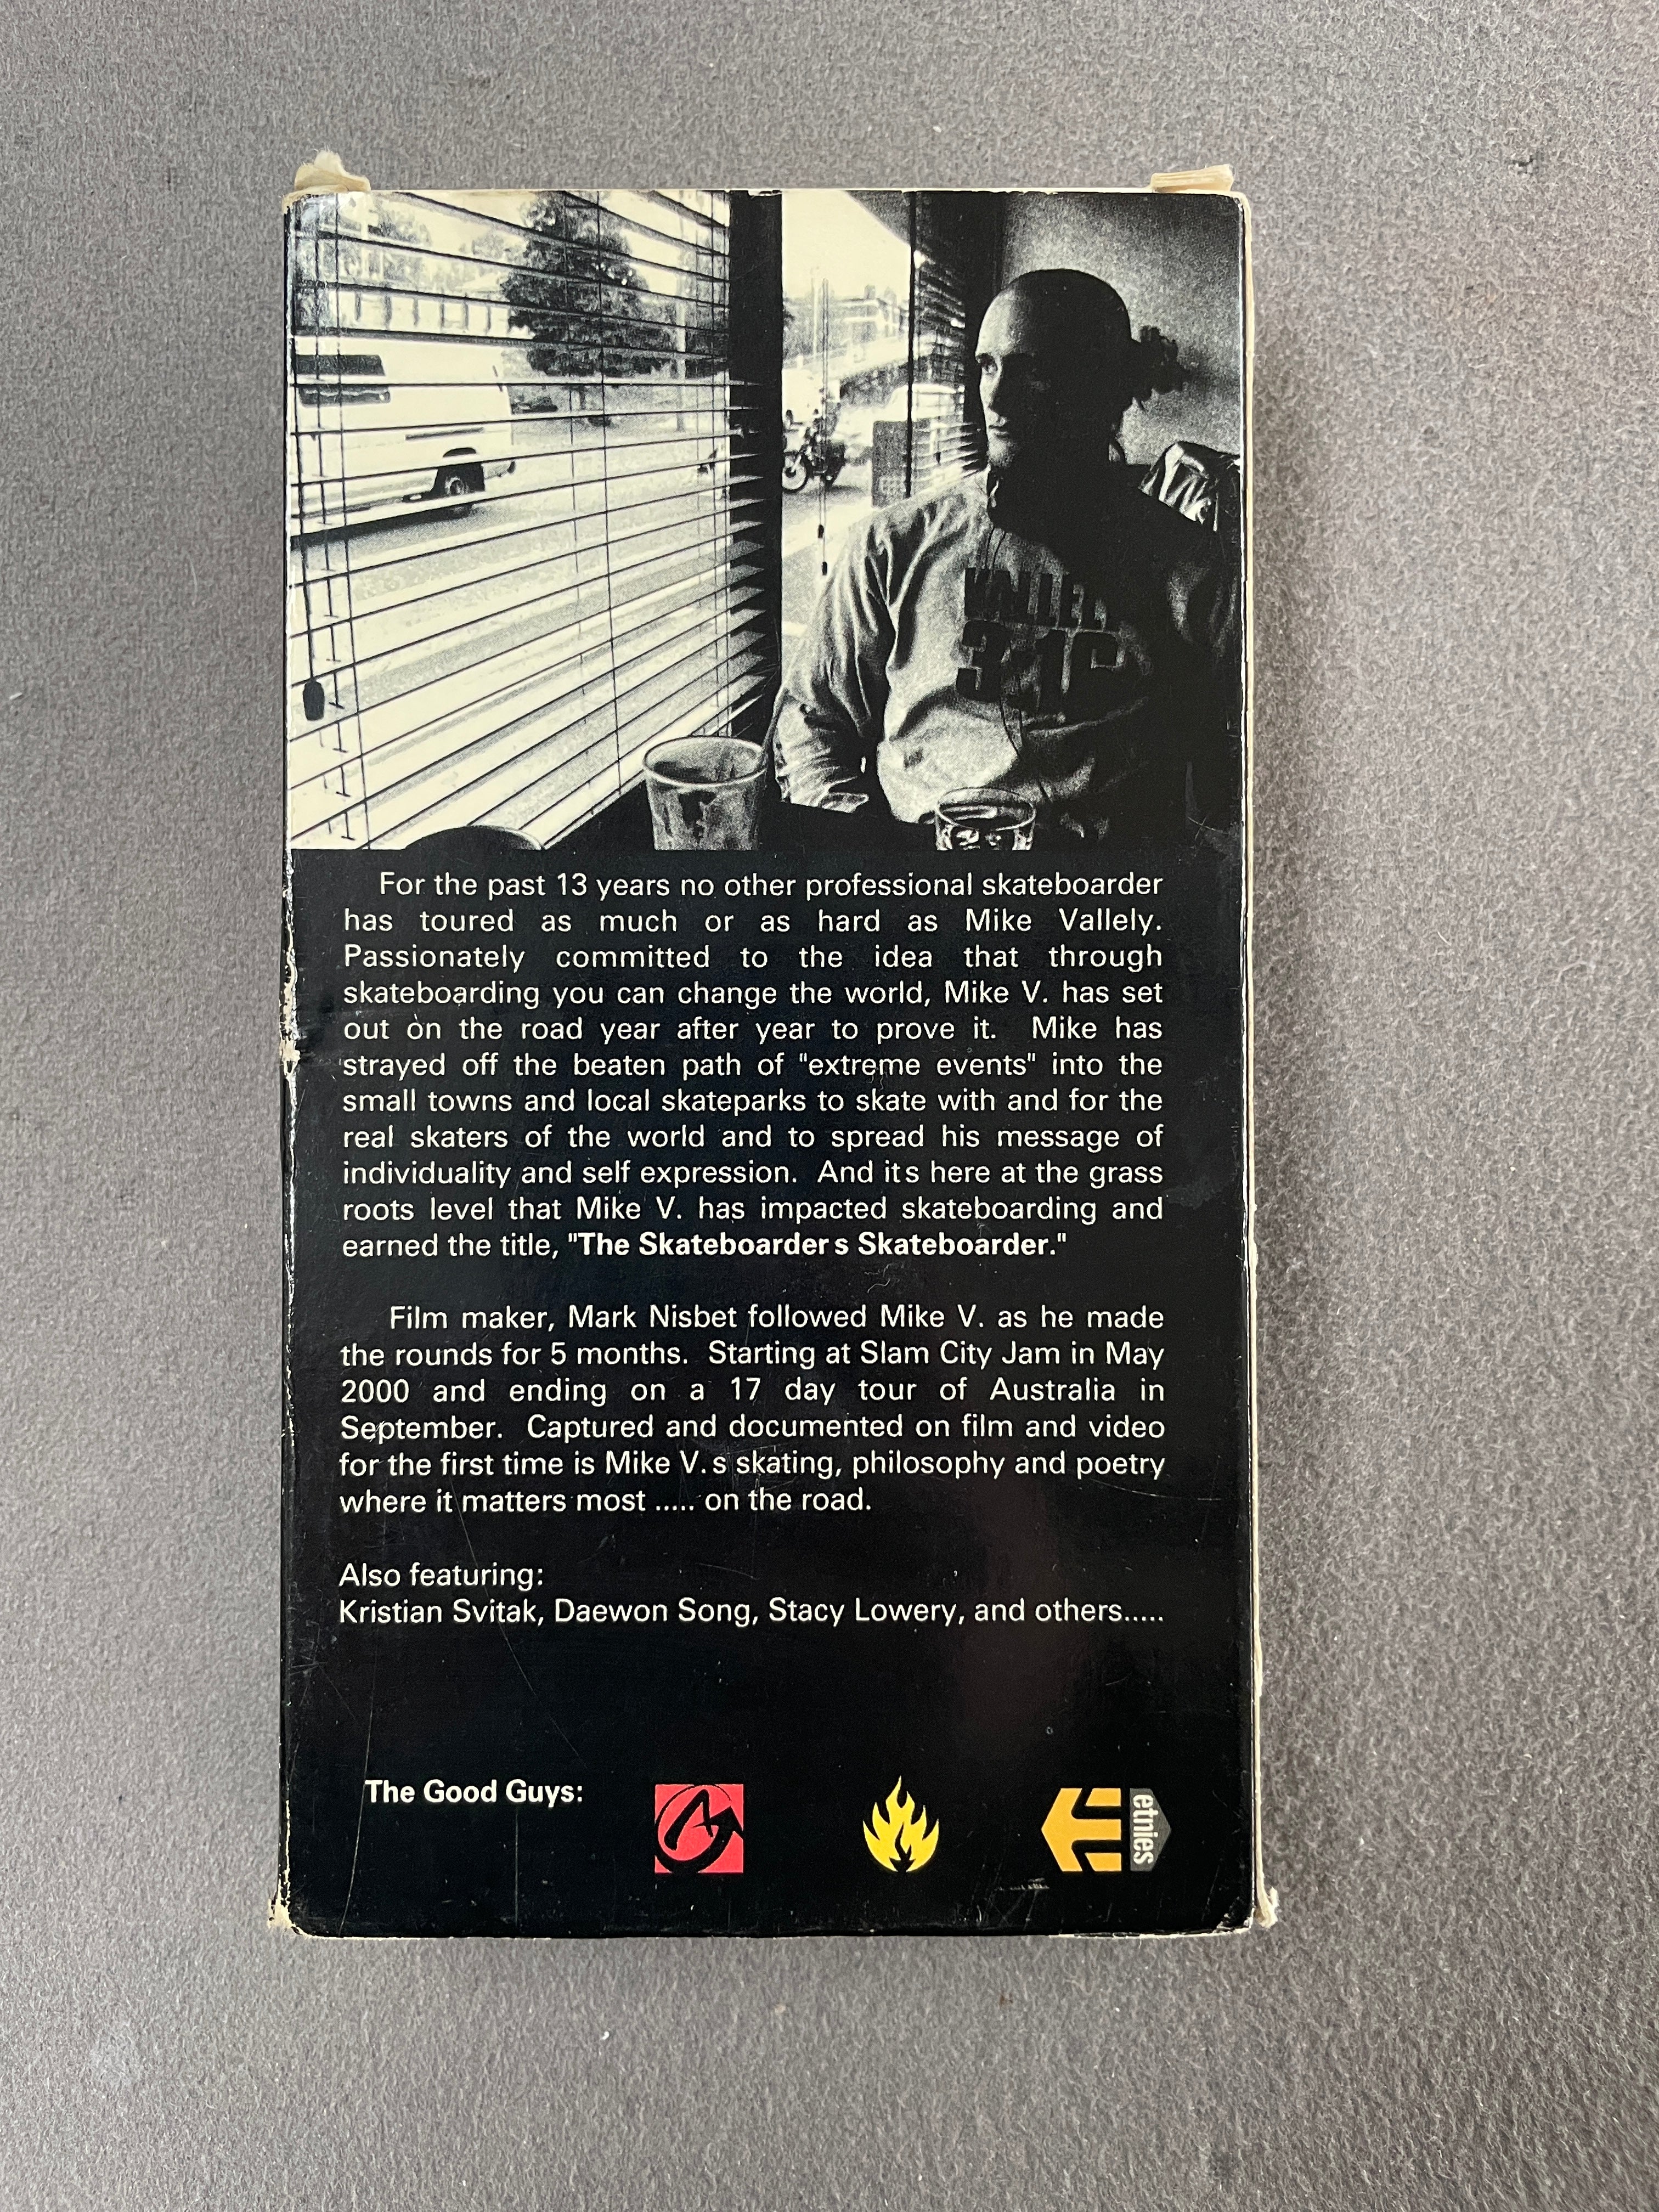 VALLEL
316
For the past 13 years no other professional skateboarder
has toured as much or as hard as Mike Vallely.
Passionately committed to the idea that through
skateboarding you can change the world, Mike V. has set
out on the road year after year to prove it. Mike has
strayed off the beaten path of "extreme events" into the
small towns and local skateparks to skate with and for the
real skaters of the world and to spread his message of
individuality and self expression. And its here at the grass
roots level that Mike V. has impacted skateboarding and
earned the title, "The Skateboarder s Skateboarder."
Film maker, Mark Nisbet followed Mike V. as he made
the rounds for 5 months. Starting at Slam City Jam in May
2000 and ending on a 17 day tour of Australia in
September. Captured and documented on film and video
for the first time is Mike V. s skating, philosophy and poetry
where it matters most ..... on the road.
Also featuring:
Kristian Svitak, Daewon Song, Stacy Lowery, and others.....
The Good Guys:
etnies